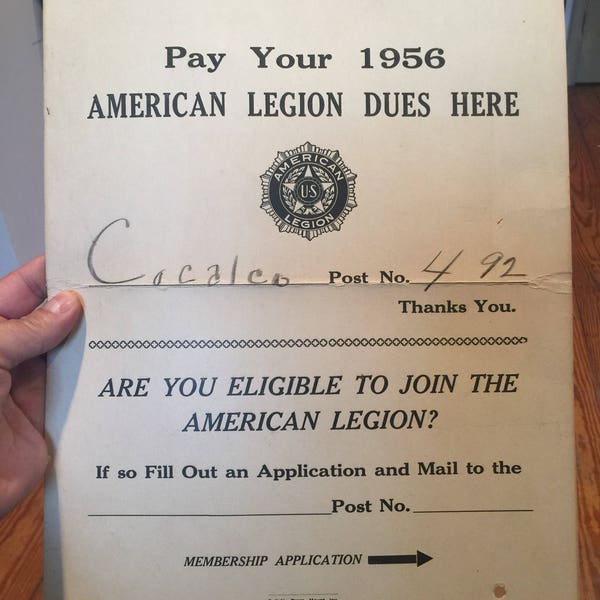 Pay Your 1956
AMERICAN LEGION DUES HERE
AMERICAN
U·S
LEGION
Cocalco Post No. 492
Thanks You.
ARE YOU ELIGIBLE TO JOIN THE
AMERICAN LEGION?
If so Fill Out an Application and Mail to the
Post No.
MEMBERSHIP APPLICATION